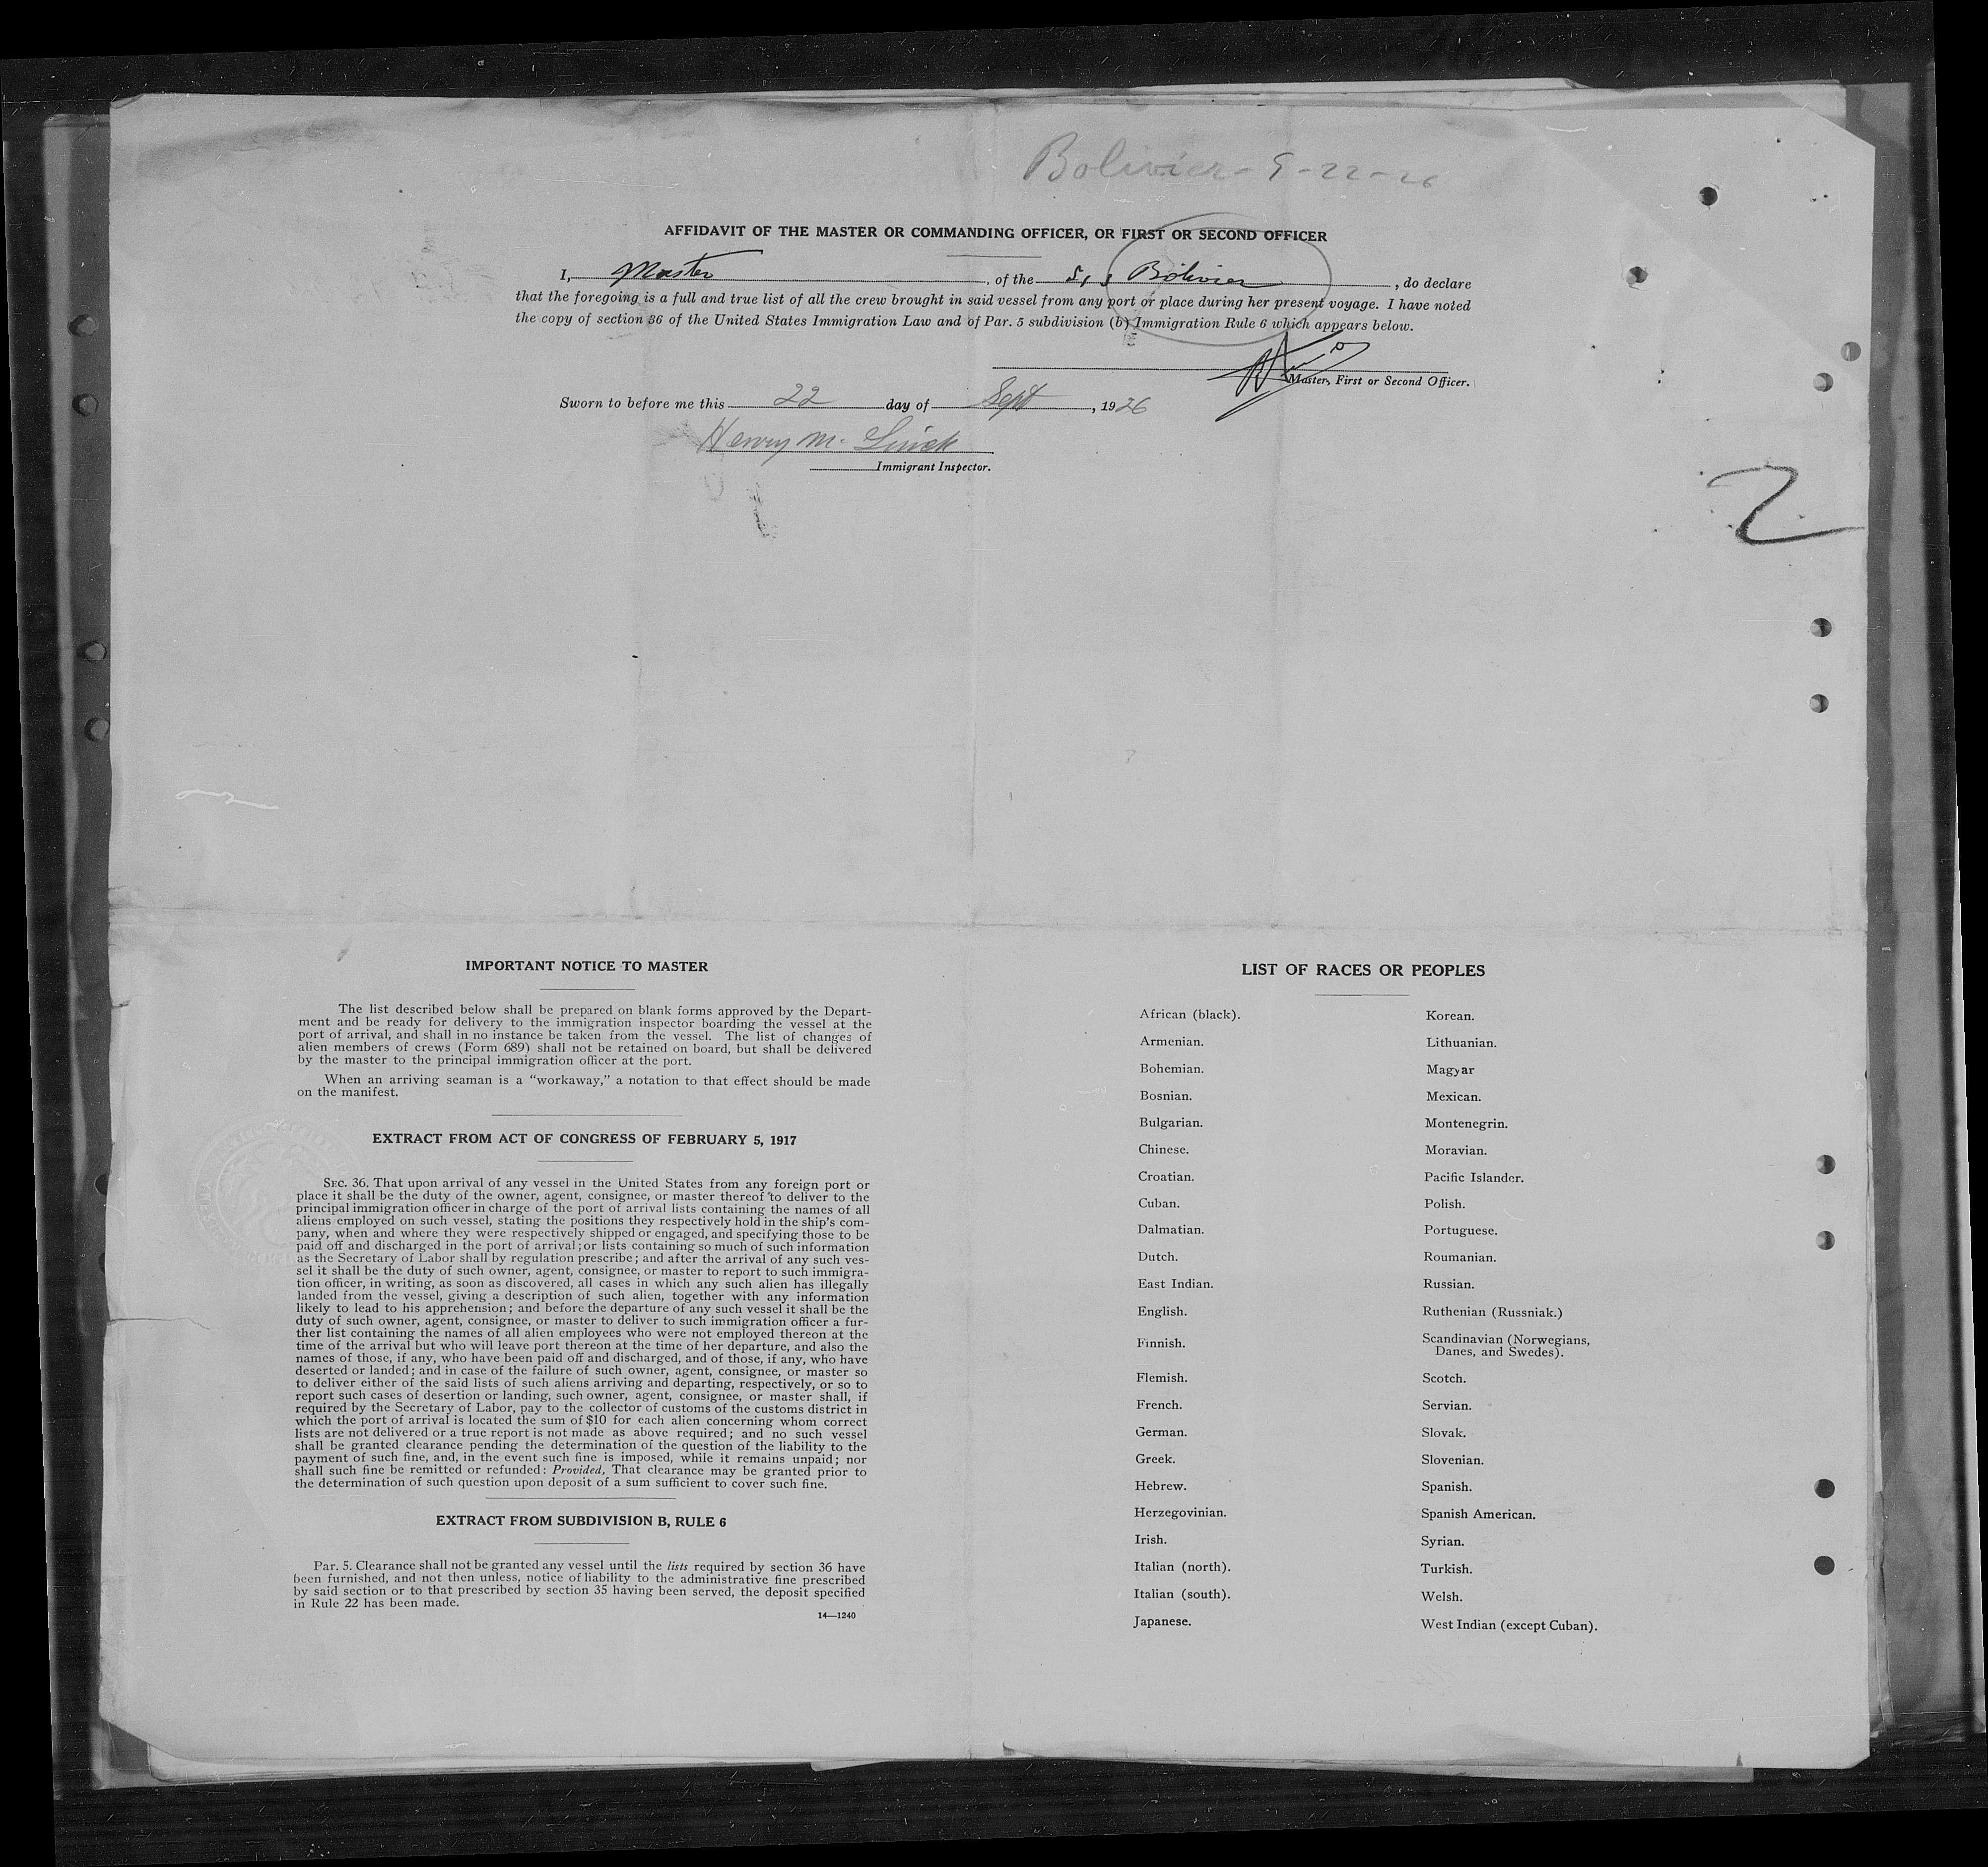 Bolivier - 9-22-26
AFFIDAVIT OF THE MASTER OR COMMANDING OFFICER, OR FIRST OR SECOND OFFICER
I, Master, of the S, S Bolivier, do declare
that the foregoing is a full and true list of all the crew brought in said vessel from any port or place during her present voyage. I have noted
the copy of section 36 of the United States Immigration Law and of Par. 5 subdivision (b) Immigration Rule 6 which appears below.
Master, First or Second Officer.
Sworn to before me this 22 day of Sept, 1926
Henry M.
Immigrant Inspector.
2
IMPORTANT NOTICE TO MASTER
The list described below shall be prepared on blank forms approved by the Depart-
ment and be ready for delivery to the immigration inspector boarding the vessel at the
port of arrival, and shall in no instance be taken from the vessel. The list of changes of
alien members of crews (Form 689) shall not be retained on board, but shall be delivered
by the master to the principal immigration officer at the port.
When an arriving seaman is a “workaway,” a notation to that effect should be made
on the manifest.
EXTRACT FROM ACT OF CONGRESS OF FEBRUARY 5, 1917
SEC. 36. That upon arrival of any vessel in the United States from any foreign port or
place it shall be the duty of the owner, agent, consignee, or master thereof to deliver to the
principal immigration officer in charge of the port of arrival lists containing the names of all
aliens employed on such vessel, stating the positions they respectively hold in the ship's com-
pany, when and where they were respectively shipped or engaged, and specifying those to be
paid off and discharged in the port of arrival; or lists containing so much of such information
as the Secretary of Labor shall by regulation prescribe; and after the arrival of any such ves-
sel it shall be the duty of such owner, agent, consignee, or master to report to such immigra-
tion officer, in writing, as soon as discovered, all cases in which any such alien has illegally
landed from the vessel, giving a description of such alien, together with any information
likely to lead to his apprehension; and before the departure of any such vessel it shall be the
duty of such owner, agent, consignee, or master to deliver to such immigration officer a fur-
ther list containing the names of all alien employees who were not employed thereon at the
time of the arrival but who will leave port thereon at the time of her departure, and also the
names of those, if any, who have been paid off and discharged, and of those, if any, who have
deserted or landed; and in case of the failure of such owner, agent, consignee, or master so
to deliver either of the said lists of such aliens arriving and departing, respectively, or so to
report such cases of desertion or landing, such owner, agent, consignee, or master shall, if
required by the Secretary of Labor, pay to the collector of customs of the customs district in
which the port of arrival is located the sum of $10 for each alien concerning whom correct
lists are not delivered or a true report is not made as above required; and no such vessel
shall be granted clearance pending the determination of the question of the liability to the
payment of such fine, and, in the event such fine is imposed, while it remains unpaid; nor
shall such fine be remitted or refunded: Provided, That clearance may be granted prior to
the determination of such question upon deposit of a sum sufficient to cover such fine.
EXTRACT FROM SUBDIVISION B, RULE 6
Par. 5. Clearance shall not be granted any vessel until the lists required by section 36 have
been furnished, and not then unless, notice of liability to the administrative fine prescribed
by said section or to that prescribed by section 35 having been served, the deposit specified
in Rule 22 has been made.
14—1240
LIST OF RACES OR PEOPLES
African (black).
Armenian.
Bohemian.
Bosnian.
Bulgarian.
Chinese.
Croatian.
Cuban.
Dalmatian.
Dutch.
East Indian.
English.
Finnish.
Flemish.
French.
German.
Greek.
Hebrew.
Herzegovinian.
Irish.
Italian (north).
Italian (south).
Japanese.
Korean.
Lithuanian.
Magyar
Mexican.
Montenegrin.
Moravian.
Pacific Islander.
Polish.
Portuguese.
Roumanian.
Russian.
Ruthenian (Russniak.)
Scandinavian (Norwegians,
Danes, and Swedes).
Scotch.
Servian.
Slovak.
Slovenian.
Spanish.
Spanish American.
Syrian.
Turkish.
Welsh.
West Indian (except Cuban).